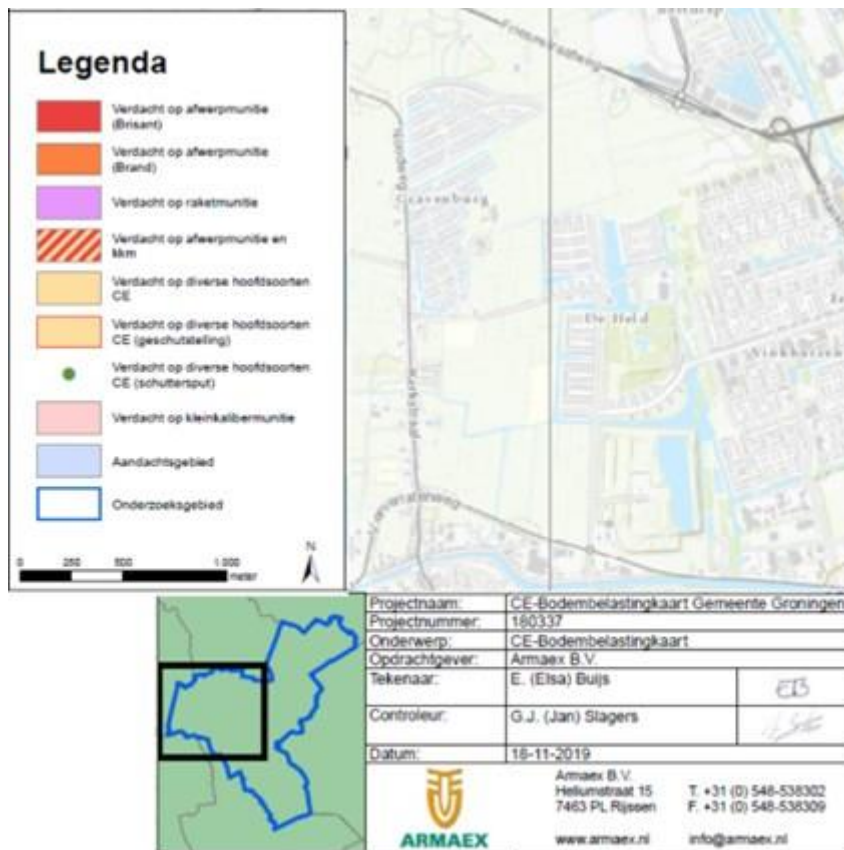 Legenda
Verdacht op afwerpmunitie
(Brisant)
Verdacht op afwerpmunitie
(Brand)
Verdacht op raketmunitie
Verdacht op afwerpmunitie en
kkm
Verdacht op diverse hoofdsoorten
CE
Verdacht op diverse hoofdsoorten
CE (geschutstelling)
Verdacht op diverse hoofdsoorten
CE (schuttersput)
Verdacht op kleinkalibermunitie
Aandachtsgebied
Onderzoeksgebied
0 250 500 1.000
meter
N
De Held
Projectnaam: CE-Bodembelastingkaart Gemeente Groningen
Projectnummer: 180337
Onderwerp: CE-Bodembelastingkaart
Opdrachtgever: Armaex B.V.
Tekenaar: E. (Elsa) Buijs
EB
Controleur: G.J. (Jan) Slagers
Datum: 18-11-2019
ARMAEX
Armaex B.V.
Heliumstraat 15 T. +31 (0) 548-538302
7463 PL Rijssen F. +31 (0) 548-538309
www.armaex.nl info@armaex.nl